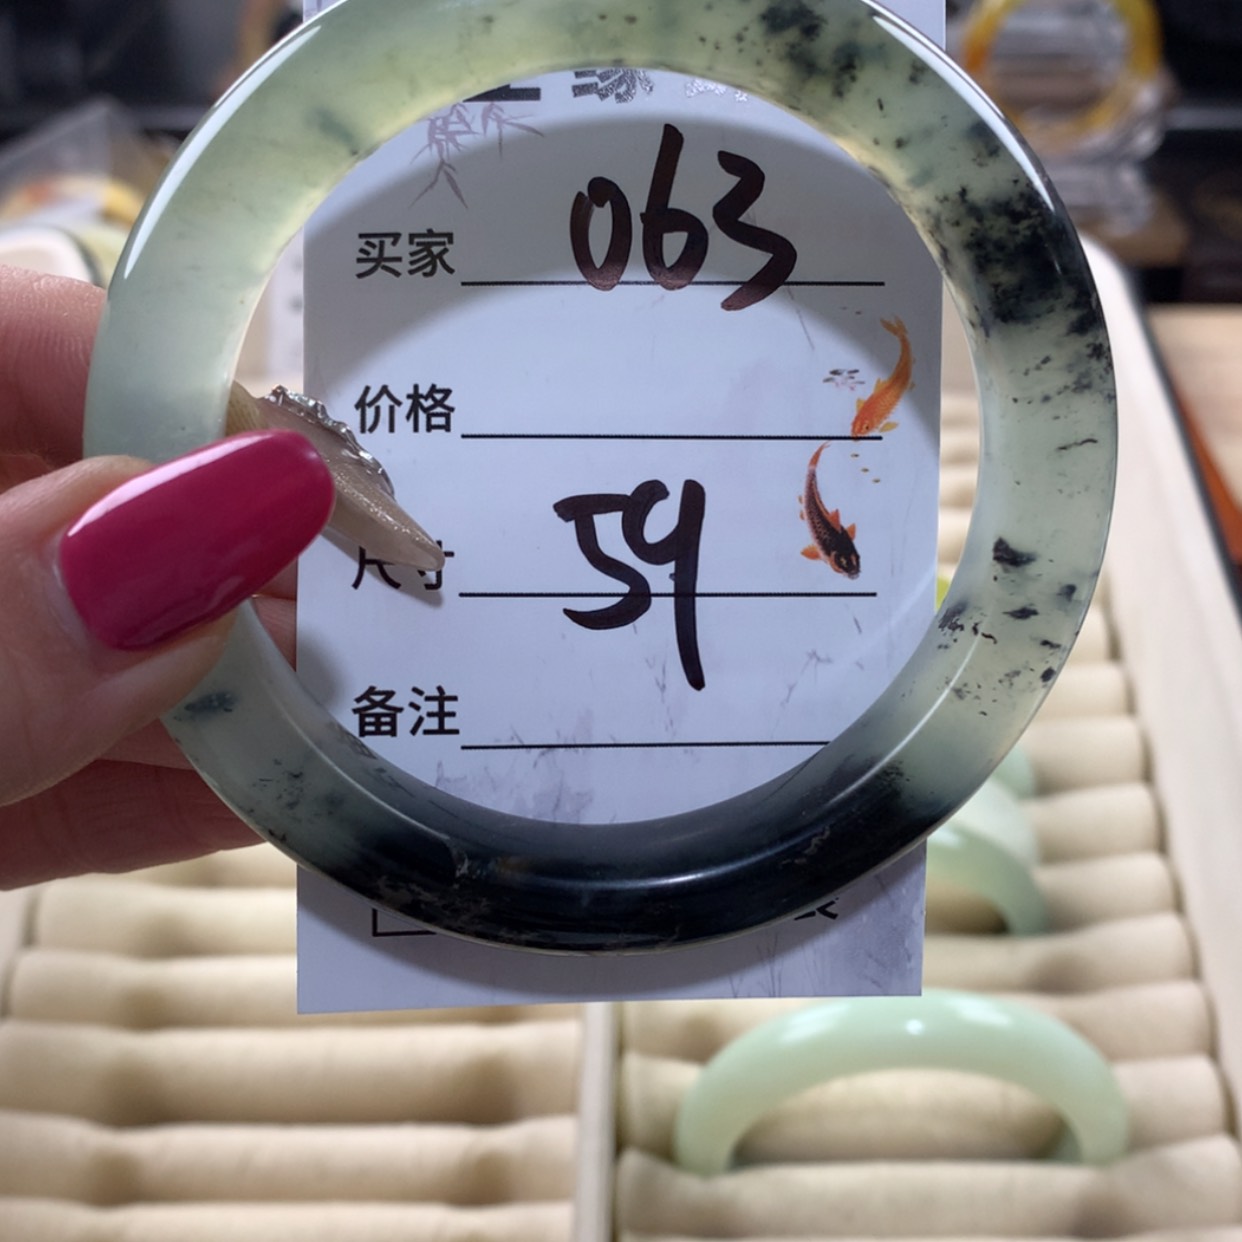 买家 063
价格
尺寸 59
备注